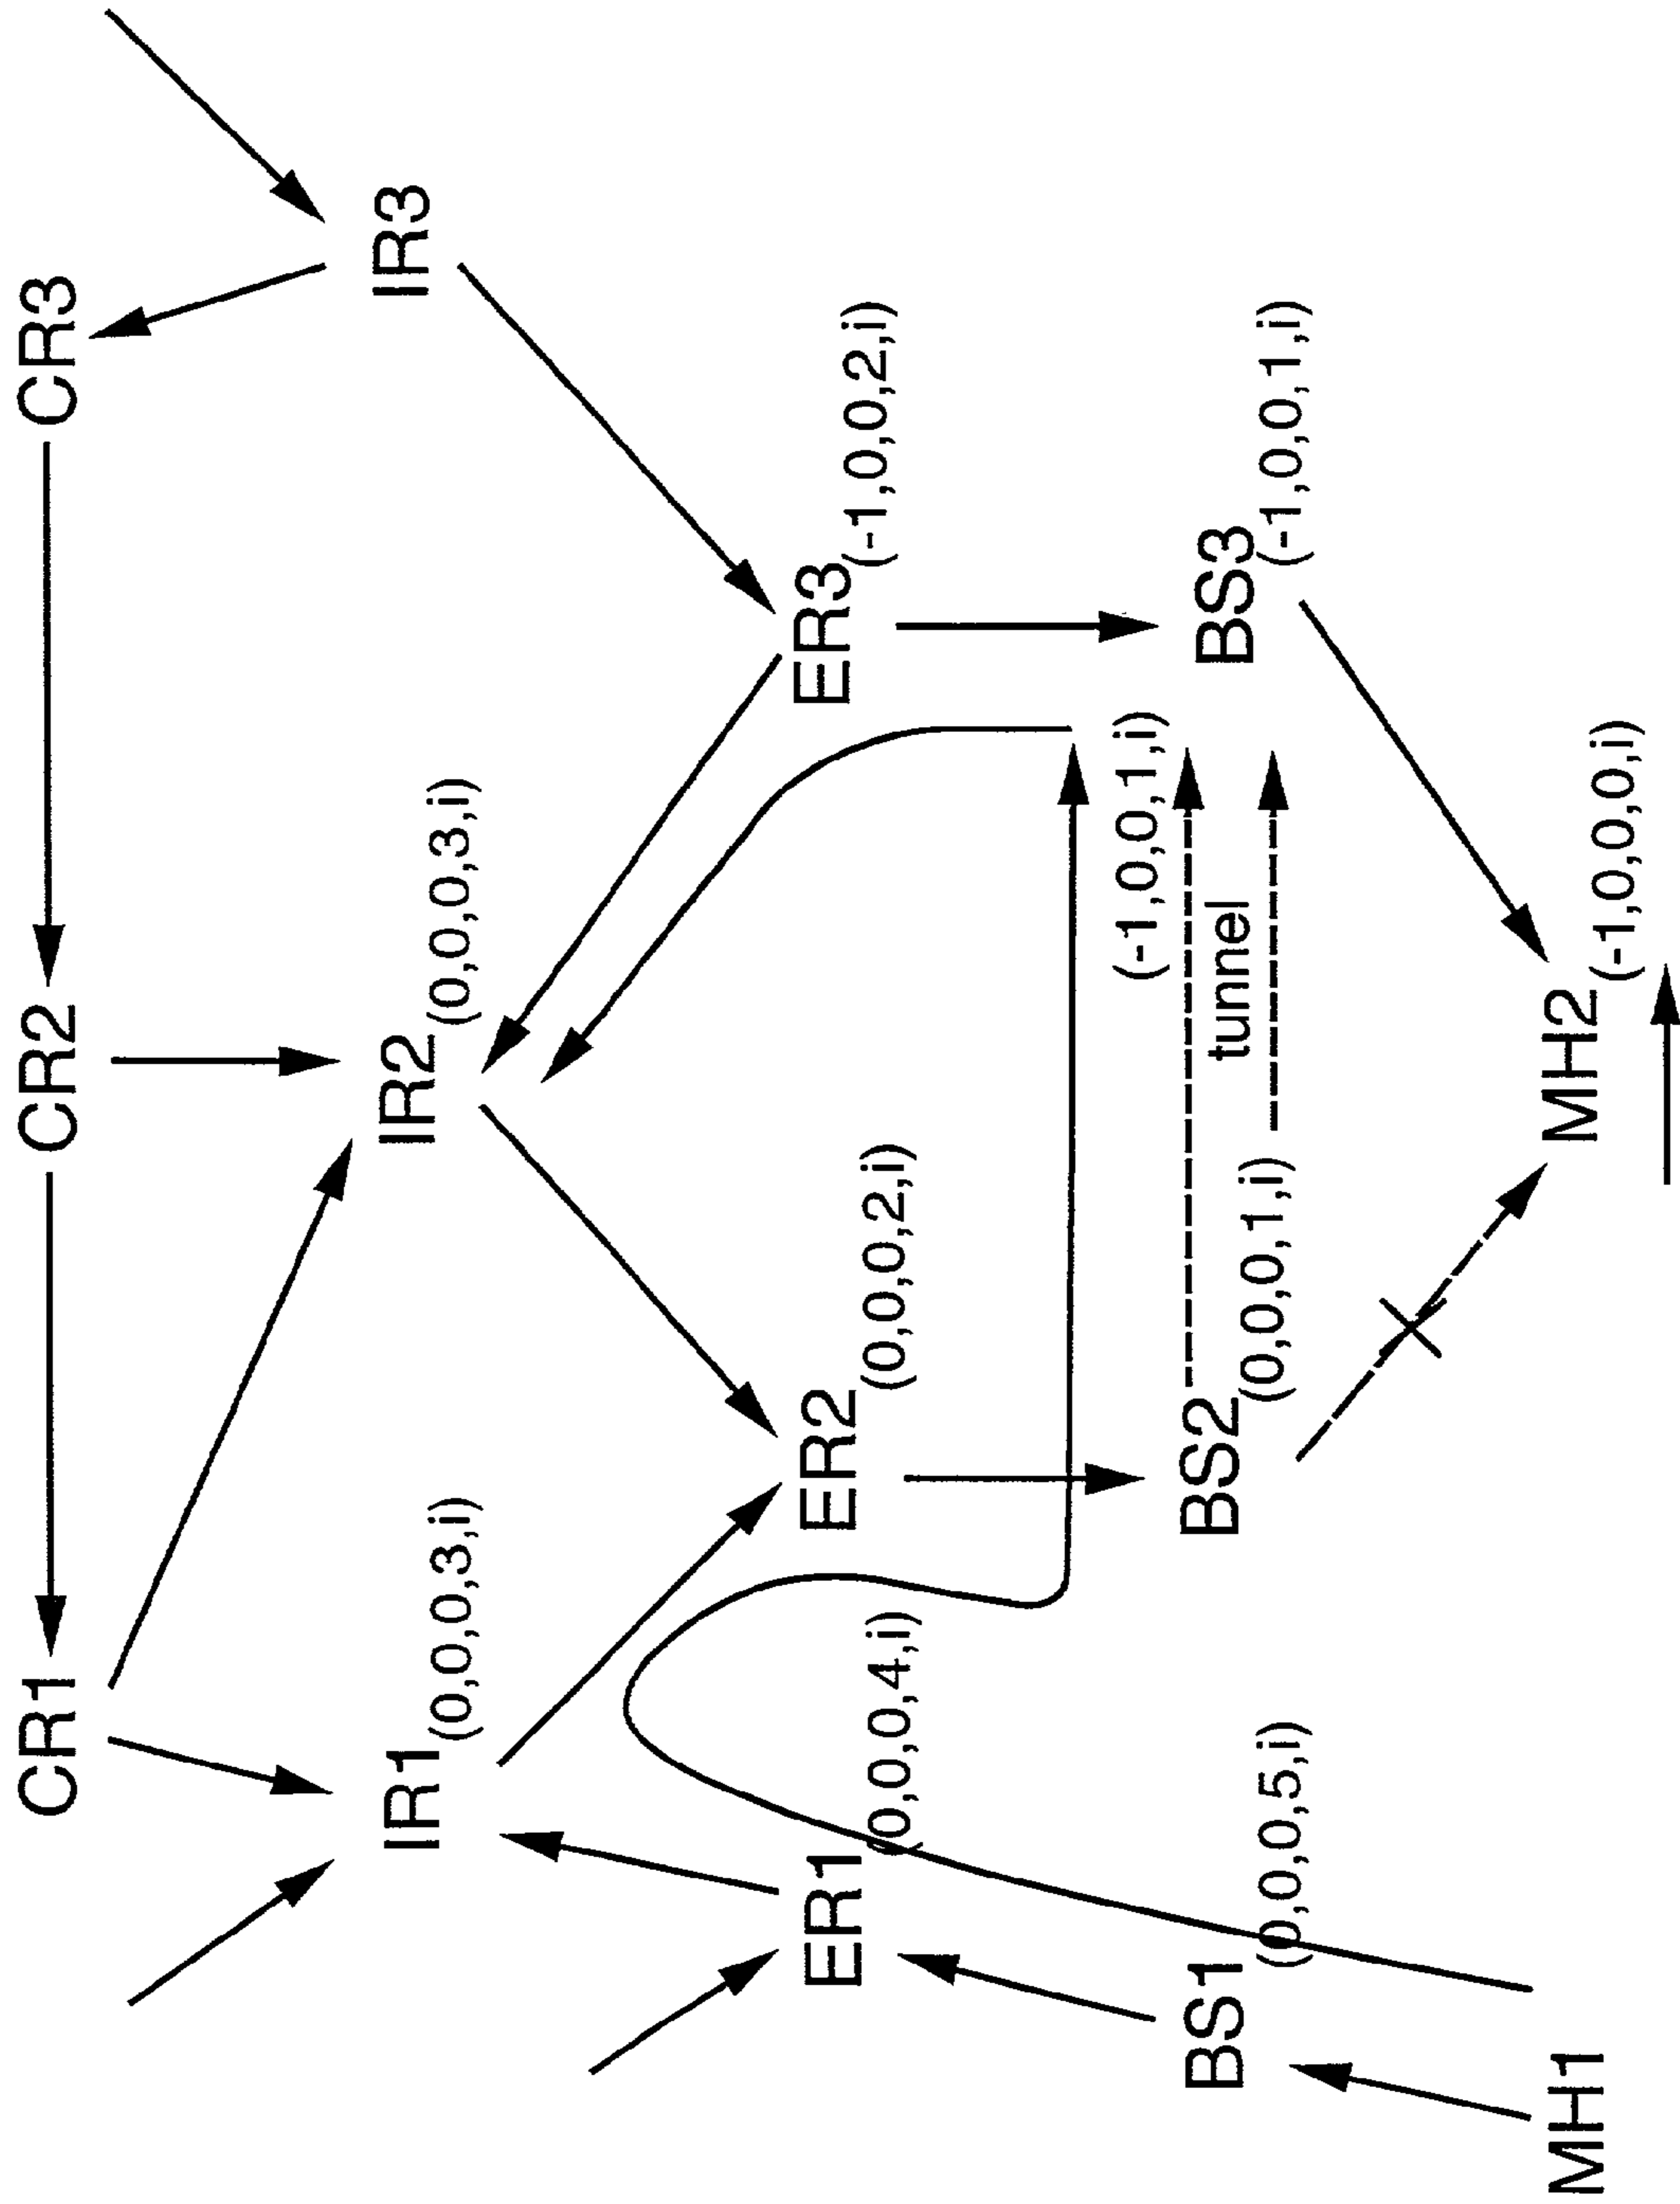 CR1
CR2
CR3
IR1 (0,0,0,3,i)
IR2 (0,0,0,3,i)
IR3
ER1 (0,0,0,4,i)
ER2 (0,0,0,2,i)
ER3 (-1,0,0,2,i)
(-1,0,0,1,i)
BS1 (0,0,0,5,i)
BS2 (0,0,0,1,i)
tunnel
BS3 (-1,0,0,1,i)
MH1
MH2 (-1,0,0,0,i)